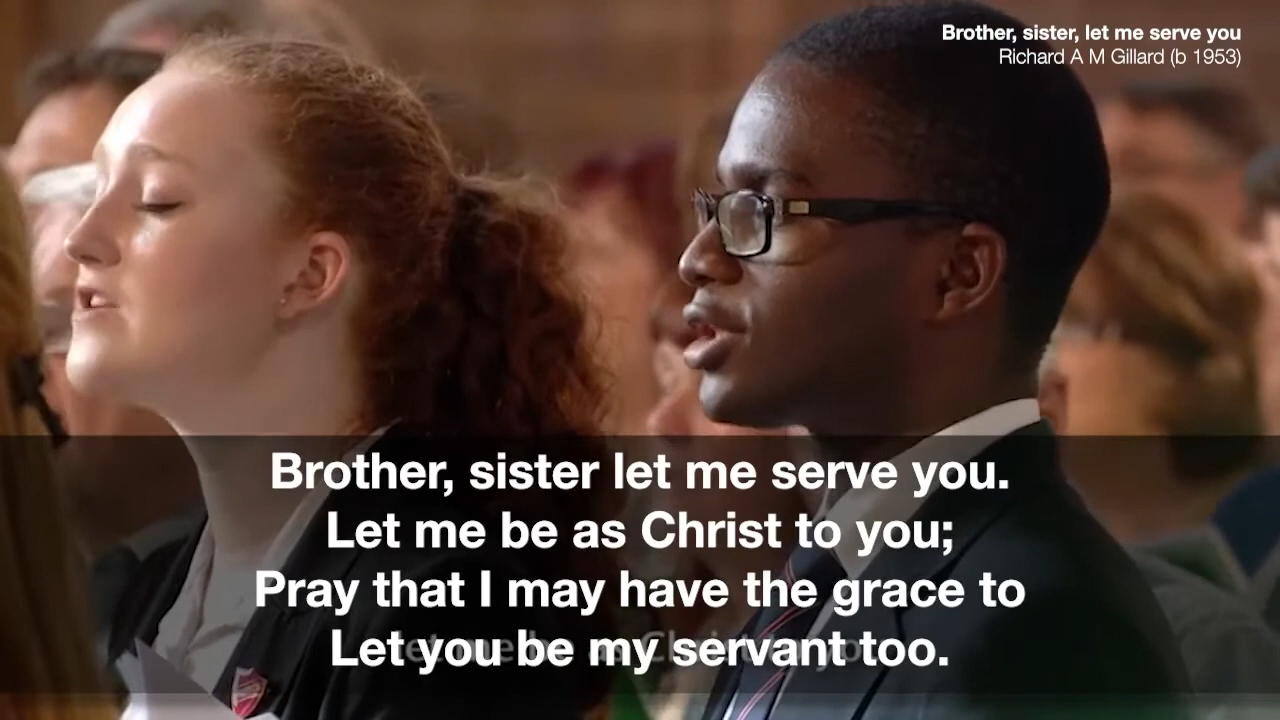 Brother, sister, let me serve you
Richard A M Gillard (b 1953)
Brother, sister let me serve you.
Let me be as Christ to you;
Pray that I may have the grace to
Let you be my servant too.